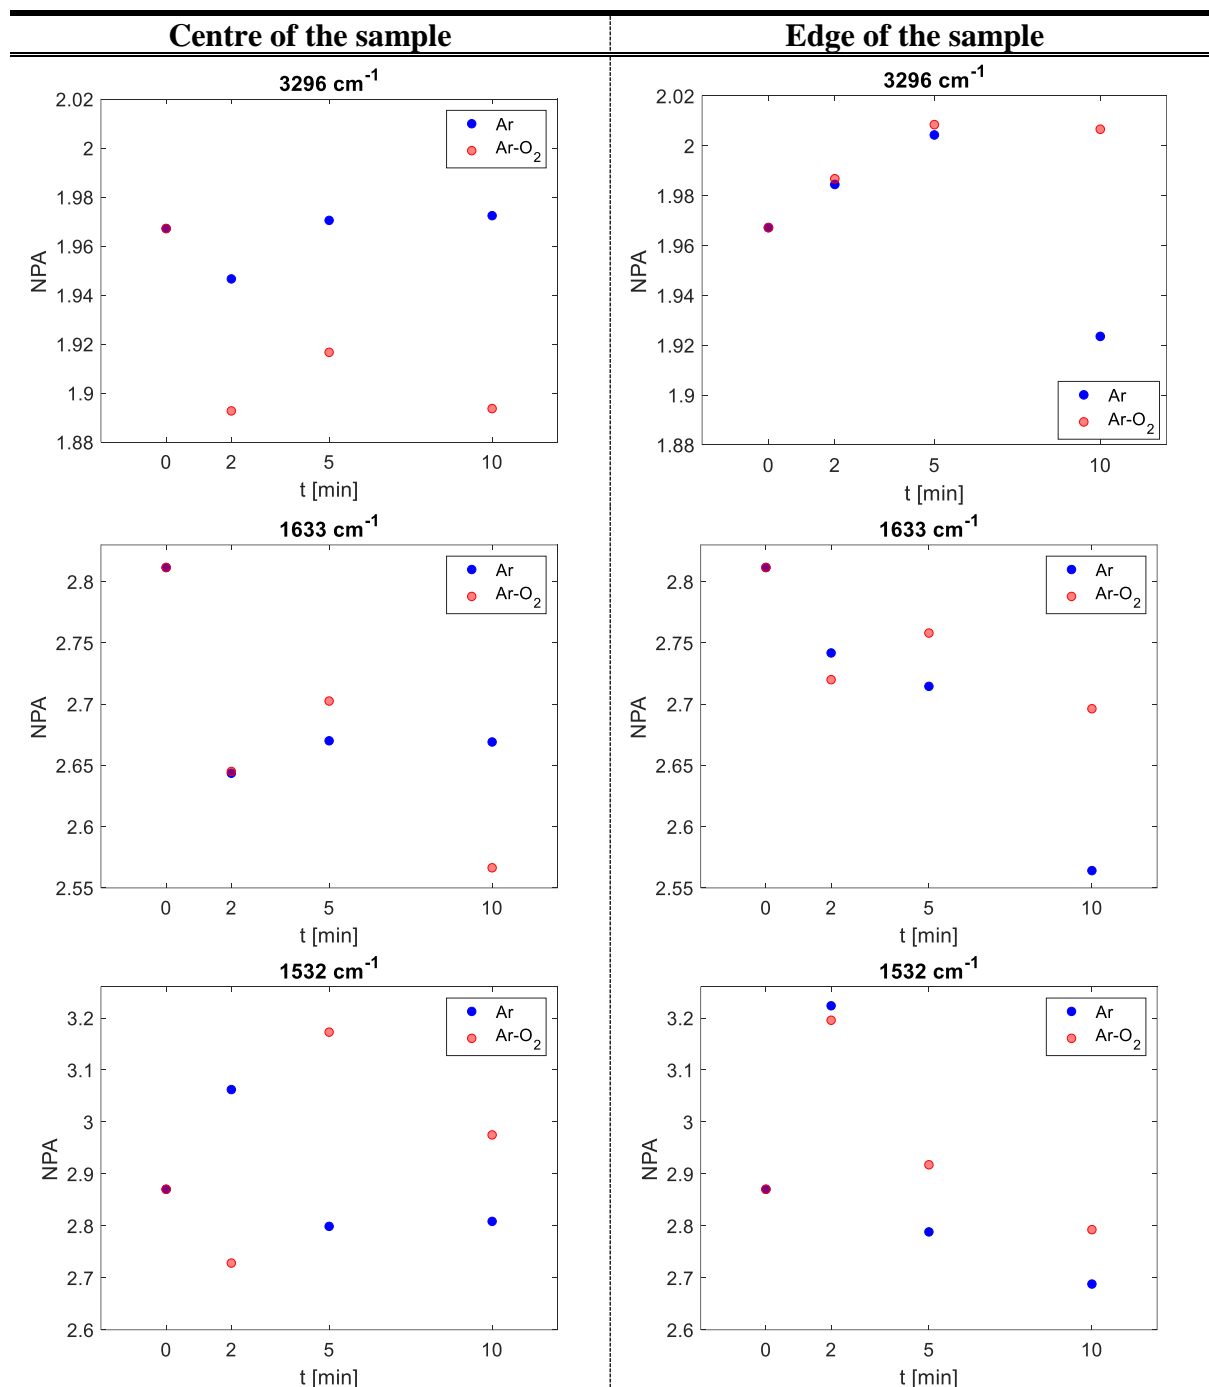 Centre of the sample
Edge of the sample
3296 cm⁻¹
2.02
2
1.98
1.96
1.94
1.92
1.9
1.88
NPA
Ar
Ar-O₂
0 2 5 10
t [min]
3296 cm⁻¹
2.02
2
1.98
1.96
1.94
1.92
1.9
1.88
NPA
Ar
Ar-O₂
0 2 5 10
t [min]
1633 cm⁻¹
2.8
2.75
2.7
2.65
2.6
2.55
NPA
Ar
Ar-O₂
0 2 5 10
t [min]
1633 cm⁻¹
2.8
2.75
2.7
2.65
2.6
2.55
NPA
Ar
Ar-O₂
0 2 5 10
t [min]
1532 cm⁻¹
3.2
3.1
3
2.9
2.8
2.7
2.6
NPA
Ar
Ar-O₂
0 2 5 10
t [min]
1532 cm⁻¹
3.2
3.1
3
2.9
2.8
2.7
2.6
NPA
Ar
Ar-O₂
0 2 5 10
t [min]